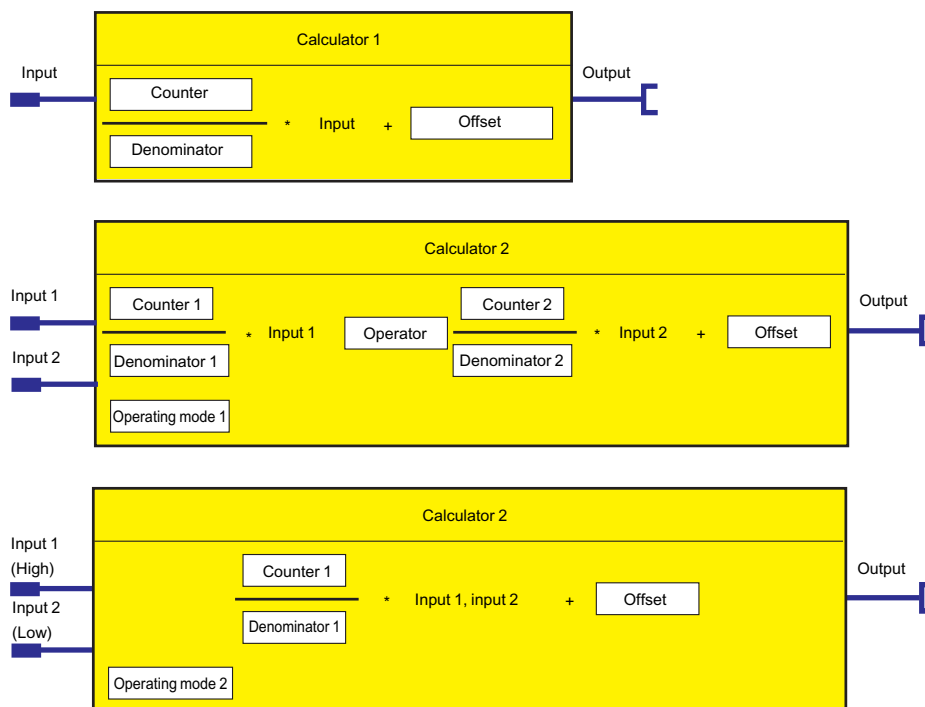 Calculator 1
Input
Output
Counter
Denominator
* Input + Offset
Calculator 2
Input 1
Input 2
Output
Counter 1
Denominator 1
* Input 1 Operator
Counter 2
Denominator 2
* Input 2 + Offset
Operating mode 1
Calculator 2
Input 1
(High)
Input 2
(Low)
Output
Counter 1
Denominator 1
* Input 1, input 2 + Offset
Operating mode 2